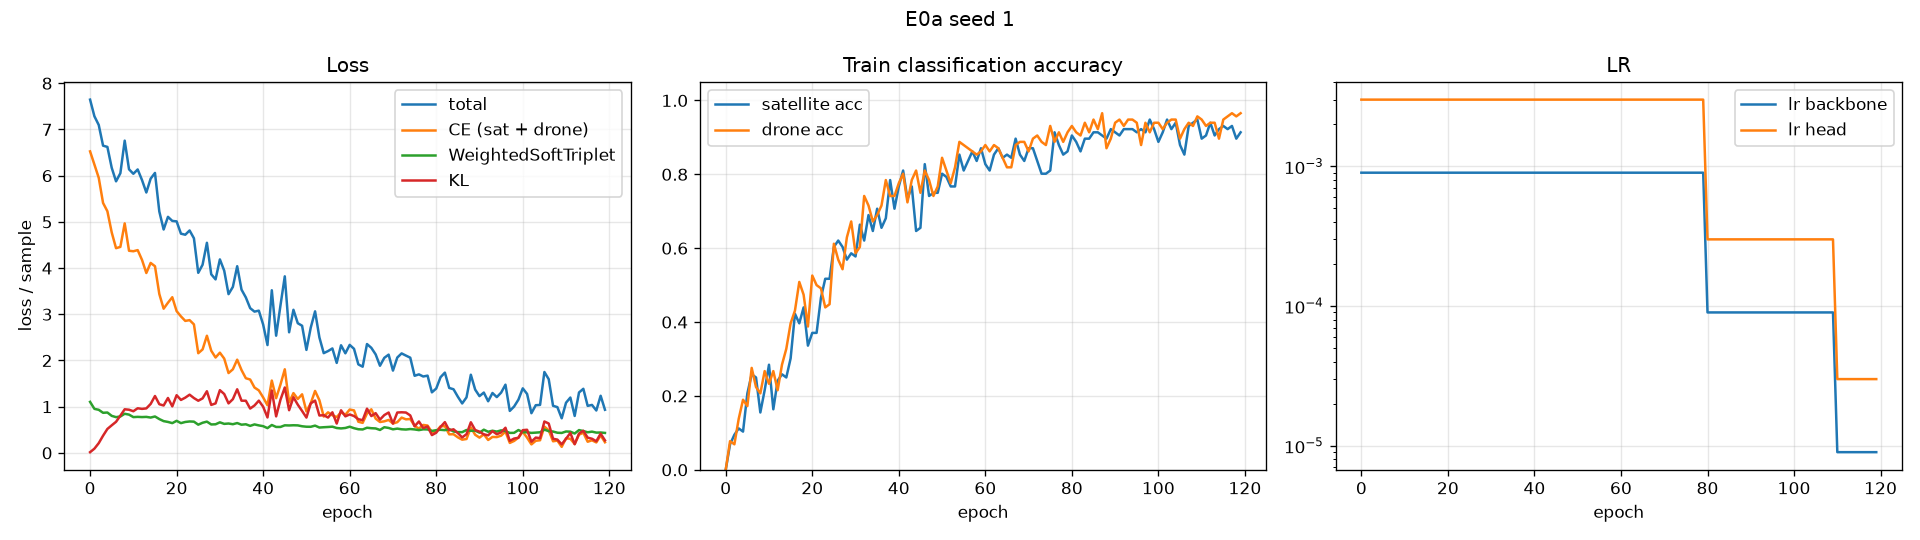 E0a seed 1
Loss
loss / sample
8
7
6
5
4
3
2
1
0
total
CE (sat + drone)
WeightedSoftTriplet
KL
0 20 40 60 80 100 120
epoch
Train classification accuracy
1.0
0.8
0.6
0.4
0.2
0.0
satellite acc
drone acc
0 20 40 60 80 100 120
epoch
LR
10⁻³
10⁻⁴
10⁻⁵
lr backbone
lr head
0 20 40 60 80 100 120
epoch